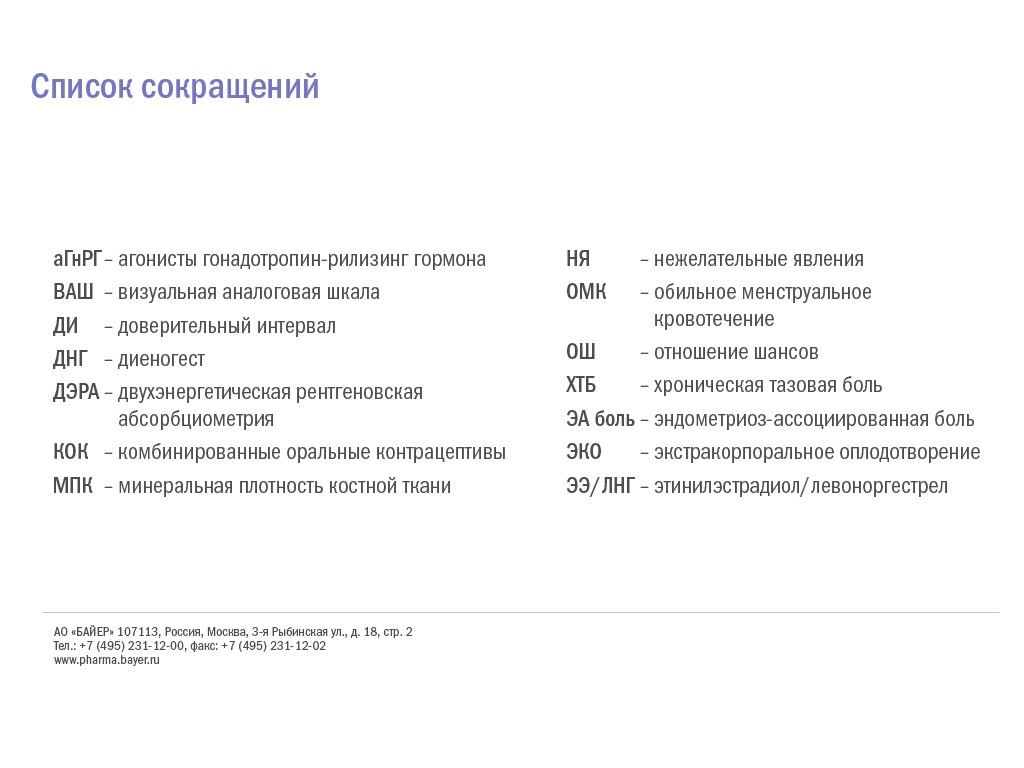 Список сокращений
аГнРГ – агонисты гонадотропин-рилизинг гормона
ВАШ – визуальная аналоговая шкала
ДИ – доверительный интервал
ДНГ – диеногест
ДЭРА – двухэнергетическая рентгеновская
абсорбциометрия
КОК – комбинированные оральные контрацептивы
МПК – минеральная плотность костной ткани
НЯ – нежелательные явления
ОМК – обильное менструальное
кровотечение
ОШ – отношение шансов
ХТБ – хроническая тазовая боль
ЭА боль – эндометриоз-ассоциированная боль
ЭКО – экстракорпоральное оплодотворение
ЭЭ/ЛНГ – этинилэстрадиол/левоноргестрел
АО «БАЙЕР» 107113, Россия, Москва, 3-я Рыбинская ул., д. 18, стр. 2
Тел.: +7 (495) 231-12-00, факс: +7 (495) 231-12-02
www.pharma.bayer.ru